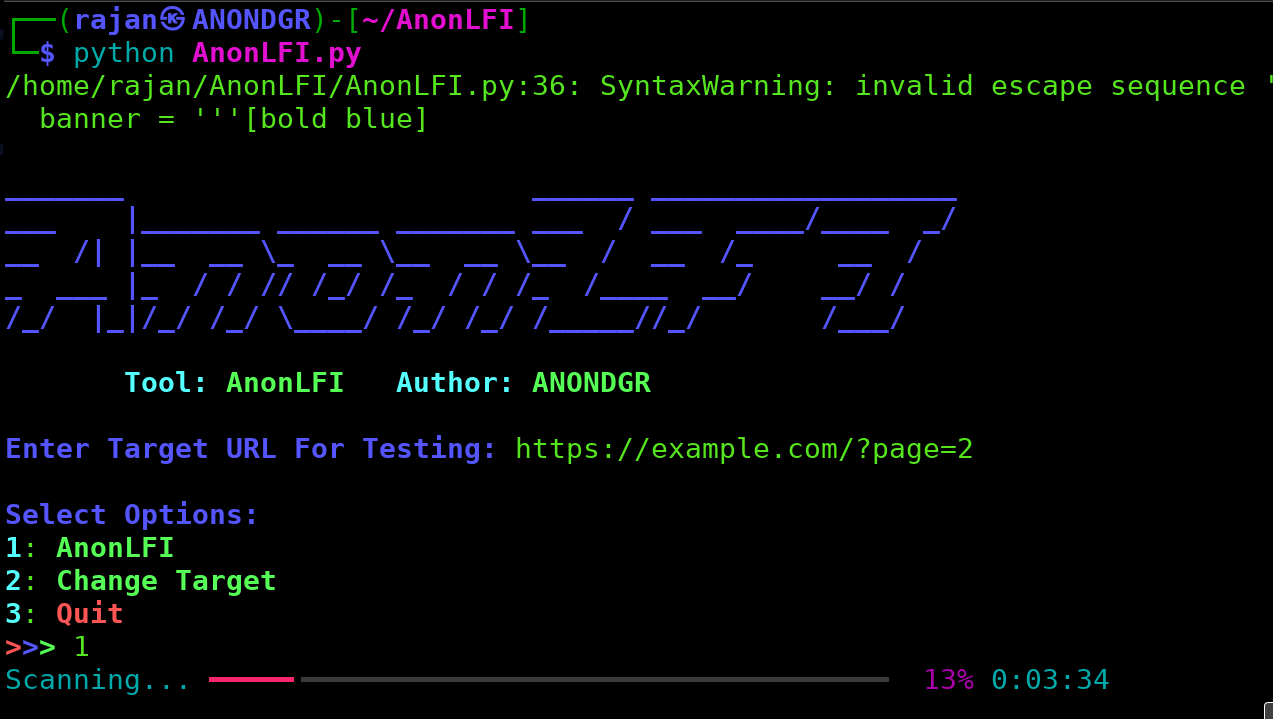 ┌──(rajan㉿ANONDGR)-[~/AnonLFI]
└─$ python AnonLFI.py
/home/rajan/AnonLFI/AnonLFI.py:36: SyntaxWarning: invalid escape sequence '
  banner = '''[bold blue]
AnonLFI
Tool: AnonLFI   Author: ANONDGR
Enter Target URL For Testing: https://example.com/?page=2
Select Options:
1: AnonLFI
2: Change Target
3: Quit
>>> 1
Scanning... 13% 0:03:34